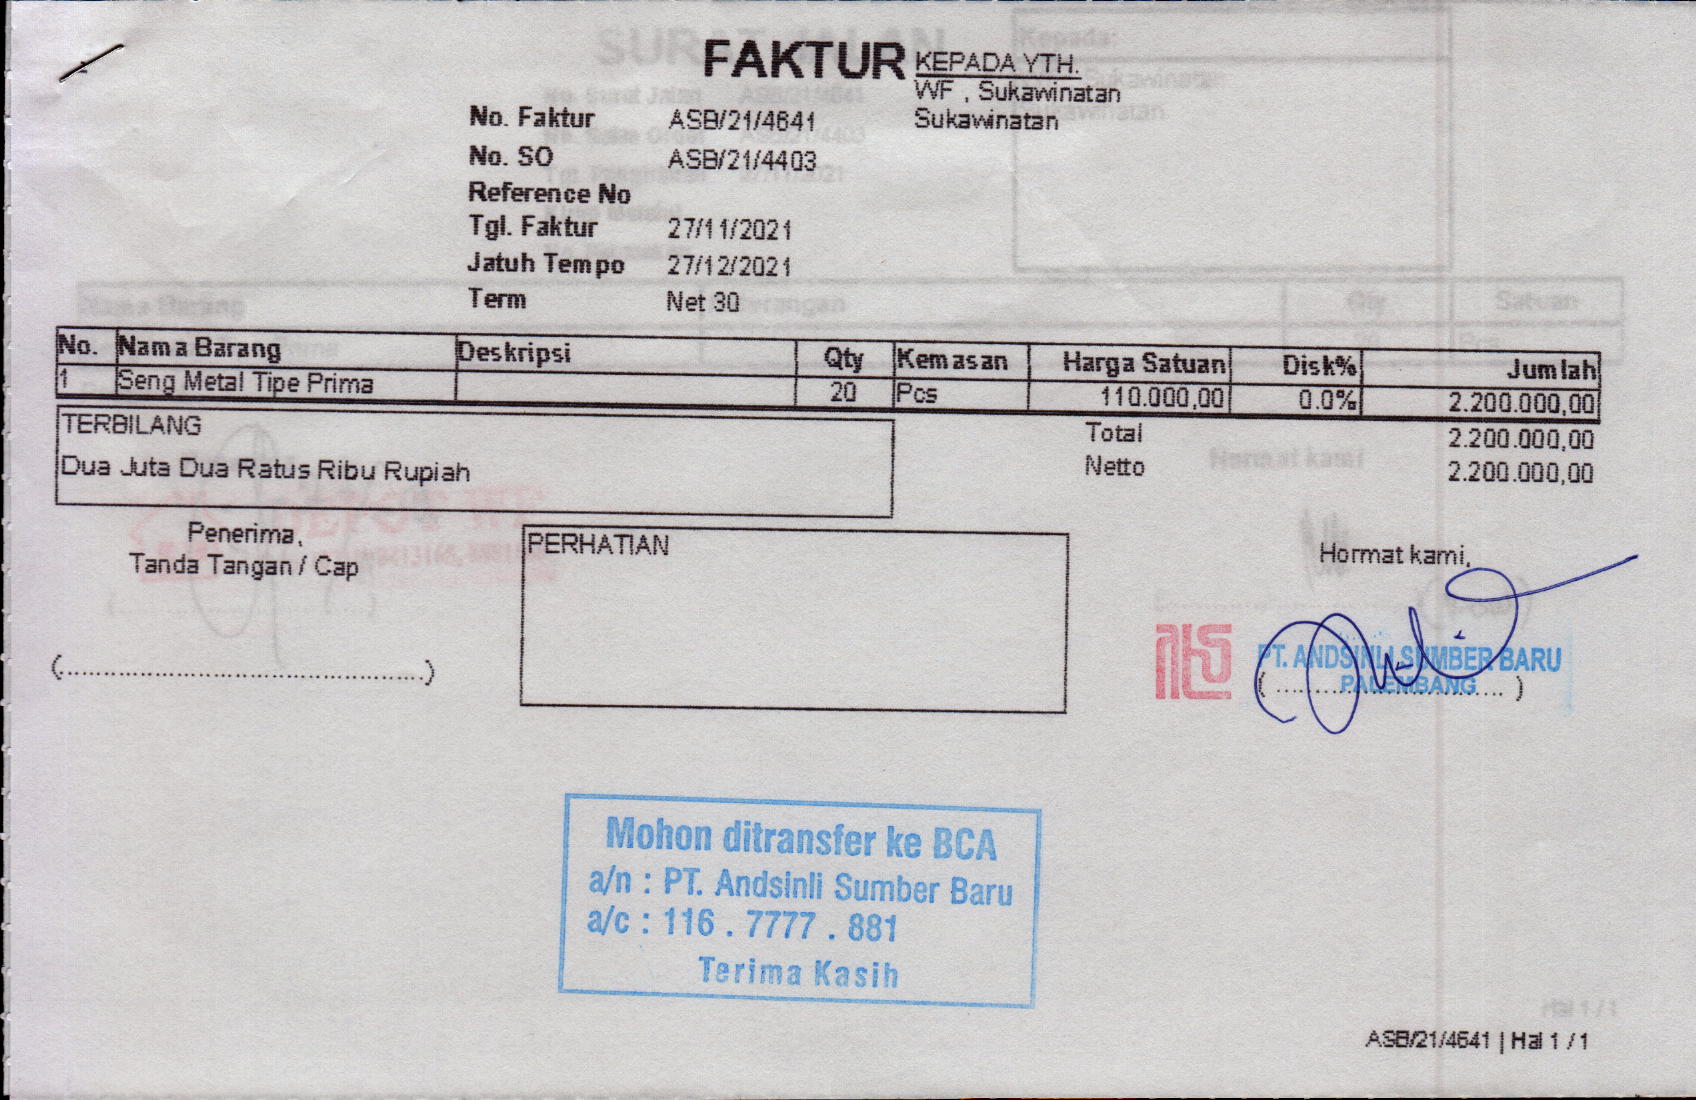 FAKTUR
KEPADA YTH.
WF , Sukawinatan
Sukawinatan
No. Faktur ASB/21/4641
No. SO ASB/21/4403
Reference No
Tgl. Faktur 27/11/2021
Jatuh Tempo 27/12/2021
Term Net 30
No. Nama Barang Deskripsi Qty Kemasan Harga Satuan Disk% Jumlah
1 Seng Metal Tipe Prima 20 Pcs 110.000,00 0.0% 2.200.000,00
TERBILANG
Dua Juta Dua Ratus Ribu Rupiah
Total 2.200.000,00
Netto 2.200.000,00
Penerima,
Tanda Tangan / Cap
(............................................)
PERHATIAN
Hormat kami,
PT. ANDSINLI SUMBER BARU
PALEMBANG
Mohon ditransfer ke BCA
a/n : PT. Andsinli Sumber Baru
a/c : 116 . 7777 . 881
Terima Kasih
ASB/21/4641 | Hal 1 / 1